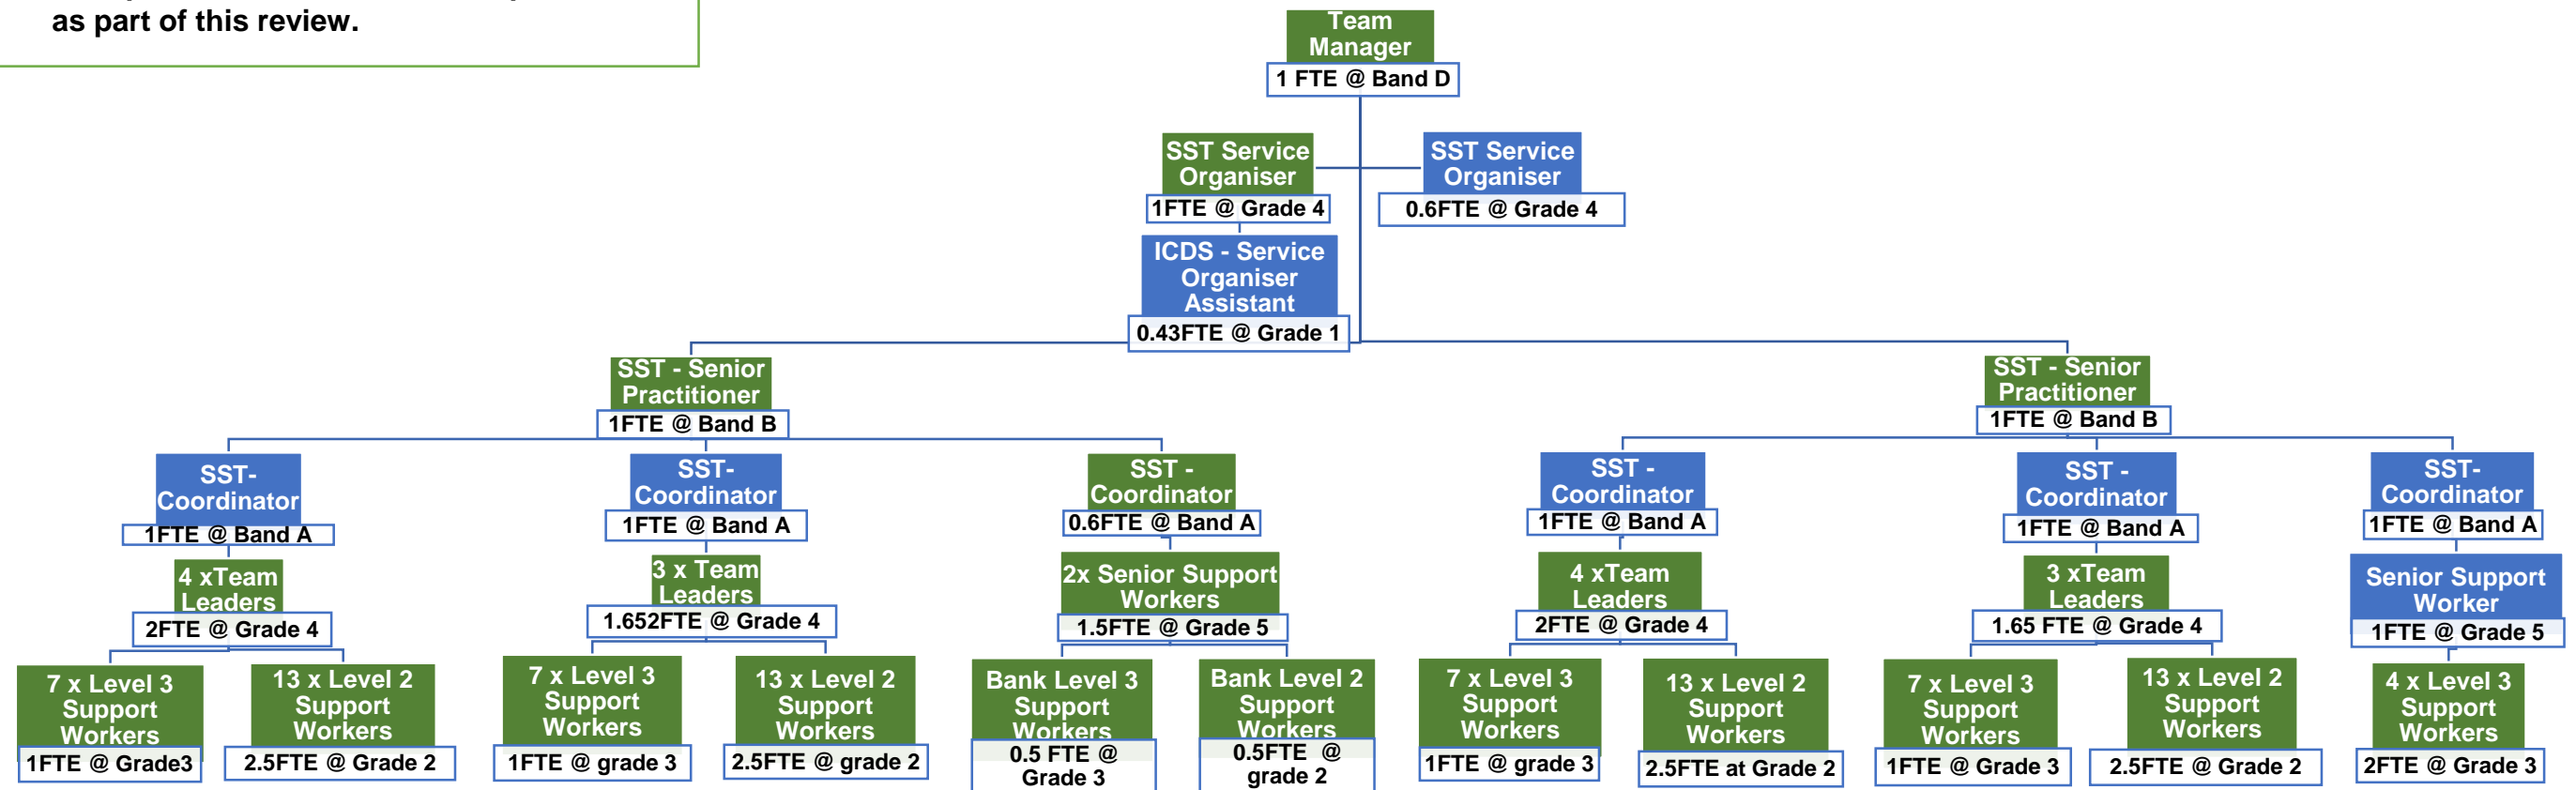 as part of this review.
Team
Manager
1 FTE @ Band D
SST Service
Organiser
1FTE @ Grade 4
SST Service
Organiser
0.6FTE @ Grade 4
ICDS - Service
Organiser
Assistant
0.43FTE @ Grade 1
SST - Senior
Practitioner
1FTE @ Band B
SST - Senior
Practitioner
1FTE @ Band B
SST-
Coordinator
1FTE @ Band A
SST-
Coordinator
1FTE @ Band A
SST -
Coordinator
0.6FTE @ Band A
SST -
Coordinator
1FTE @ Band A
SST -
Coordinator
1FTE @ Band A
SST-
Coordinator
1FTE @ Band A
4 xTeam
Leaders
2FTE @ Grade 4
3 x Team
Leaders
1.652FTE @ Grade 4
2x Senior Support
Workers
1.5FTE @ Grade 5
4 xTeam
Leaders
2FTE @ Grade 4
3 xTeam
Leaders
1.65 FTE @ Grade 4
Senior Support
Worker
1FTE @ Grade 5
7 x Level 3
Support
Workers
1FTE @ Grade3
13 x Level 2
Support
Workers
2.5FTE @ Grade 2
7 x Level 3
Support
Workers
1FTE @ grade 3
13 x Level 2
Support
Workers
2.5FTE @ grade 2
Bank Level 3
Support
Workers
0.5 FTE @
Grade 3
Bank Level 2
Support
Workers
0.5FTE @
grade 2
7 x Level 3
Support
Workers
1FTE @ grade 3
13 x Level 2
Support
Workers
2.5FTE at Grade 2
7 x Level 3
Support
Workers
1FTE @ Grade 3
13 x Level 2
Support
Workers
2.5FTE @ Grade 2
4 x Level 3
Support
Workers
2FTE @ Grade 3